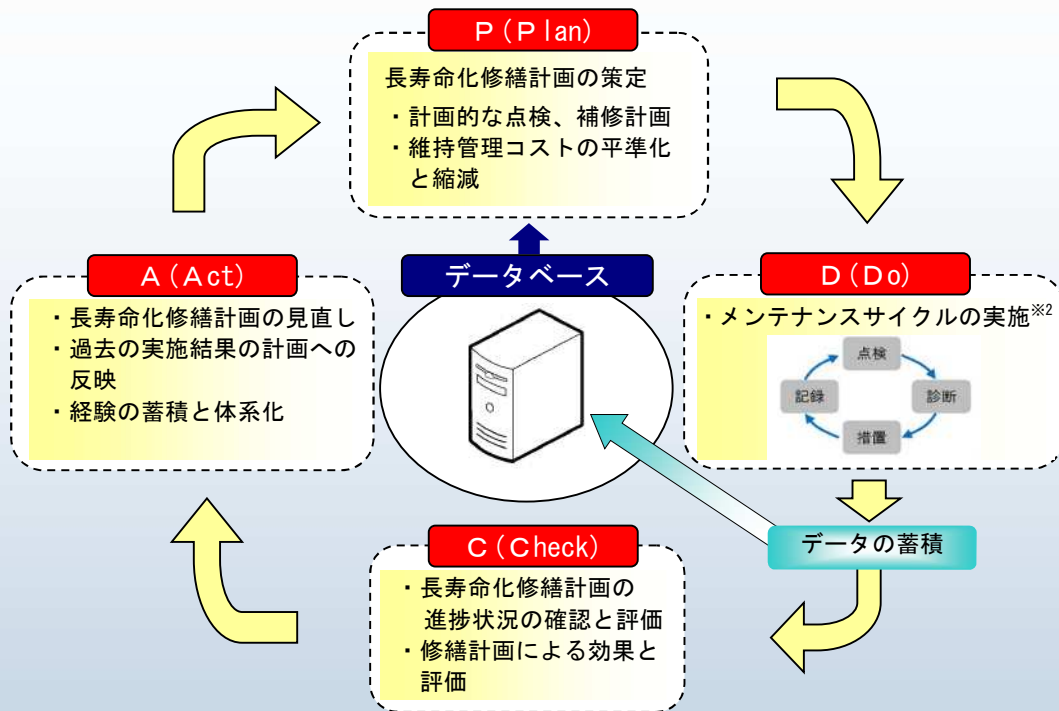 P(Plan)
長寿命化修繕計画の策定
・計画的な点検、補修計画
・維持管理コストの平準化
と縮減
A(Act)
・長寿命化修繕計画の見直し
・過去の実施結果の計画への
反映
・経験の蓄積と体系化
データベース
D(Do)
・メンテナンスサイクルの実施※2
点検
記録
診断
措置
データの蓄積
C(Check)
・長寿命化修繕計画の
進捗状況の確認と評価
・修繕計画による効果と
評価